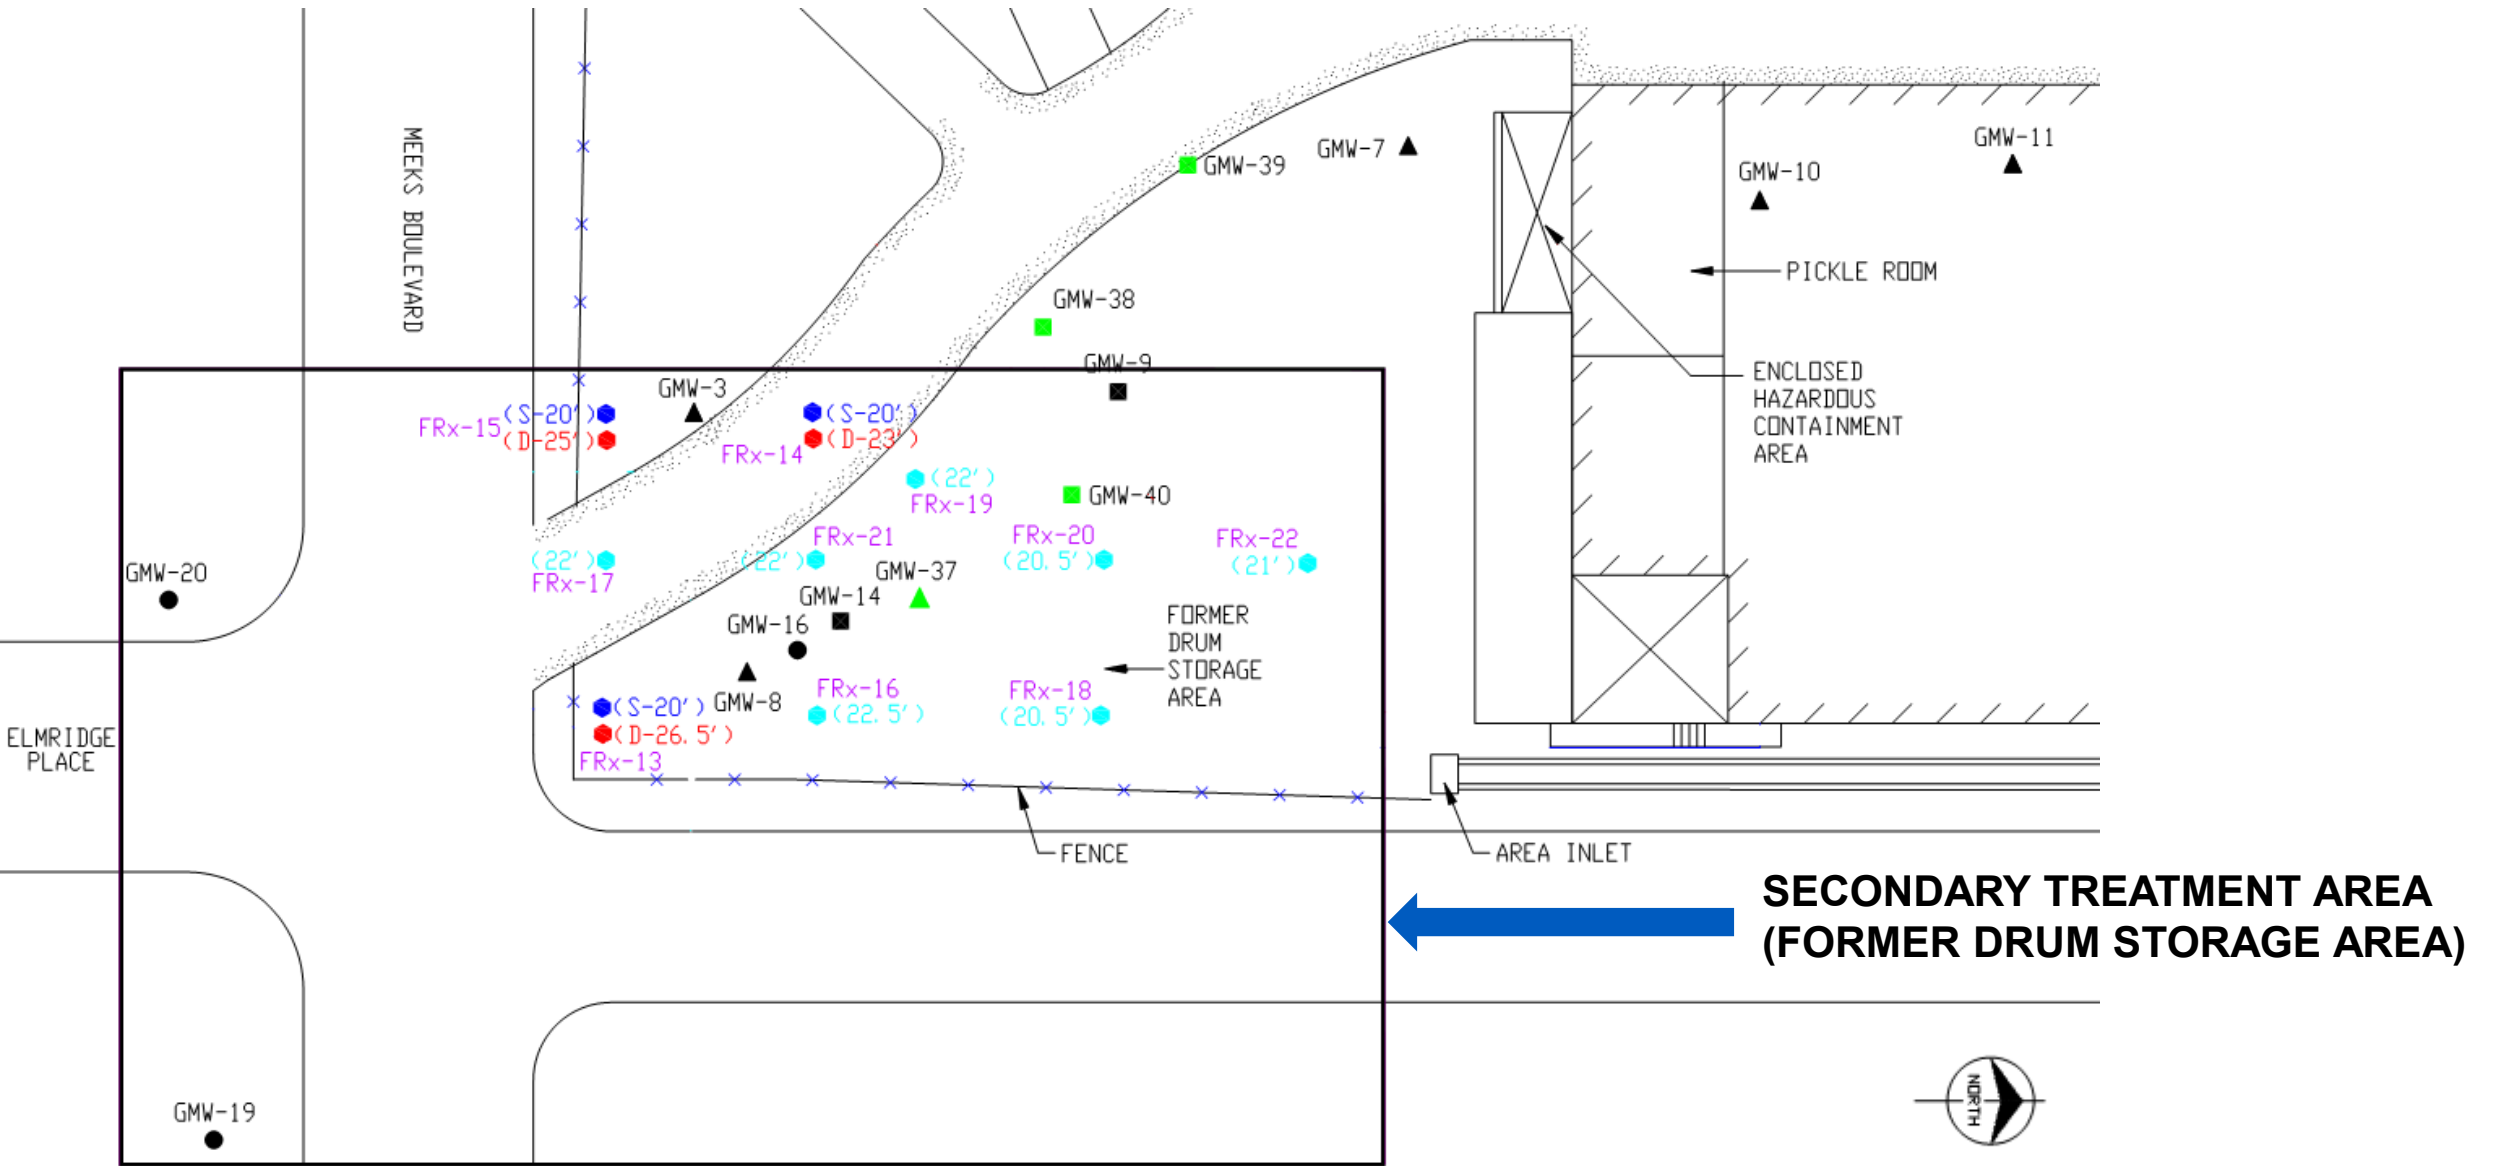 MEEKS BOULEVARD
GMW-39
GMW-7
GMW-11
GMW-10
PICKLE ROOM
GMW-38
GMW-9
ENCLOSED
HAZARDOUS
CONTAINMENT
AREA
GMW-3
FRx-15
(S-20')
(D-25')
(S-20')
(D-23')
FRx-14
(22')
FRx-19
GMW-40
FRx-21
(22')
FRx-20
(20.5')
FRx-22
(21')
(22')
FRx-17
GMW-20
GMW-37
GMW-14
GMW-16
GMW-8
FORMER
DRUM
STORAGE
AREA
FRx-16
(22.5')
FRx-18
(20.5')
(S-20')
(D-26.5')
FRx-13
ELMRIDGE
PLACE
FENCE
AREA INLET
SECONDARY TREATMENT AREA
(FORMER DRUM STORAGE AREA)
GMW-19
NORTH